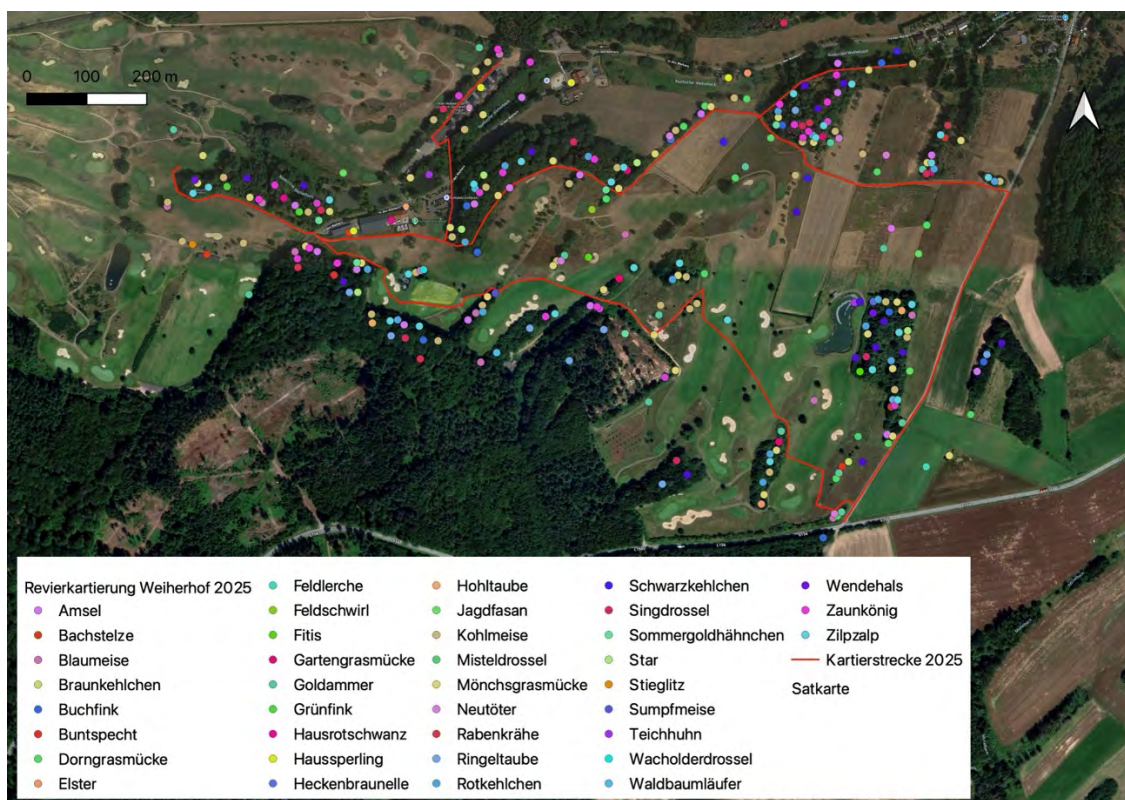 0 100 200 m
L134
Revierkartierung Weiherhof 2025
Amsel
Bachstelze
Blaumeise
Braunkehlchen
Buchfink
Buntspecht
Dorngrasmücke
Elster
Feldlerche
Feldschwirl
Fitis
Gartengrasmücke
Goldammer
Grünfink
Hausrotschwanz
Haussperling
Heckenbraunelle
Hohltaube
Jagdfasan
Kohlmeise
Misteldrossel
Mönchsgrasmücke
Neutöter
Rabenkrähe
Ringeltaube
Rotkehlchen
Schwarzkehlchen
Singdrossel
Sommergoldhähnchen
Star
Stieglitz
Sumpfmeise
Teichhuhn
Wacholderdrossel
Waldbaumläufer
Wendehals
Zaunkönig
Zilpzalp
Kartierstrecke 2025
Satkarte